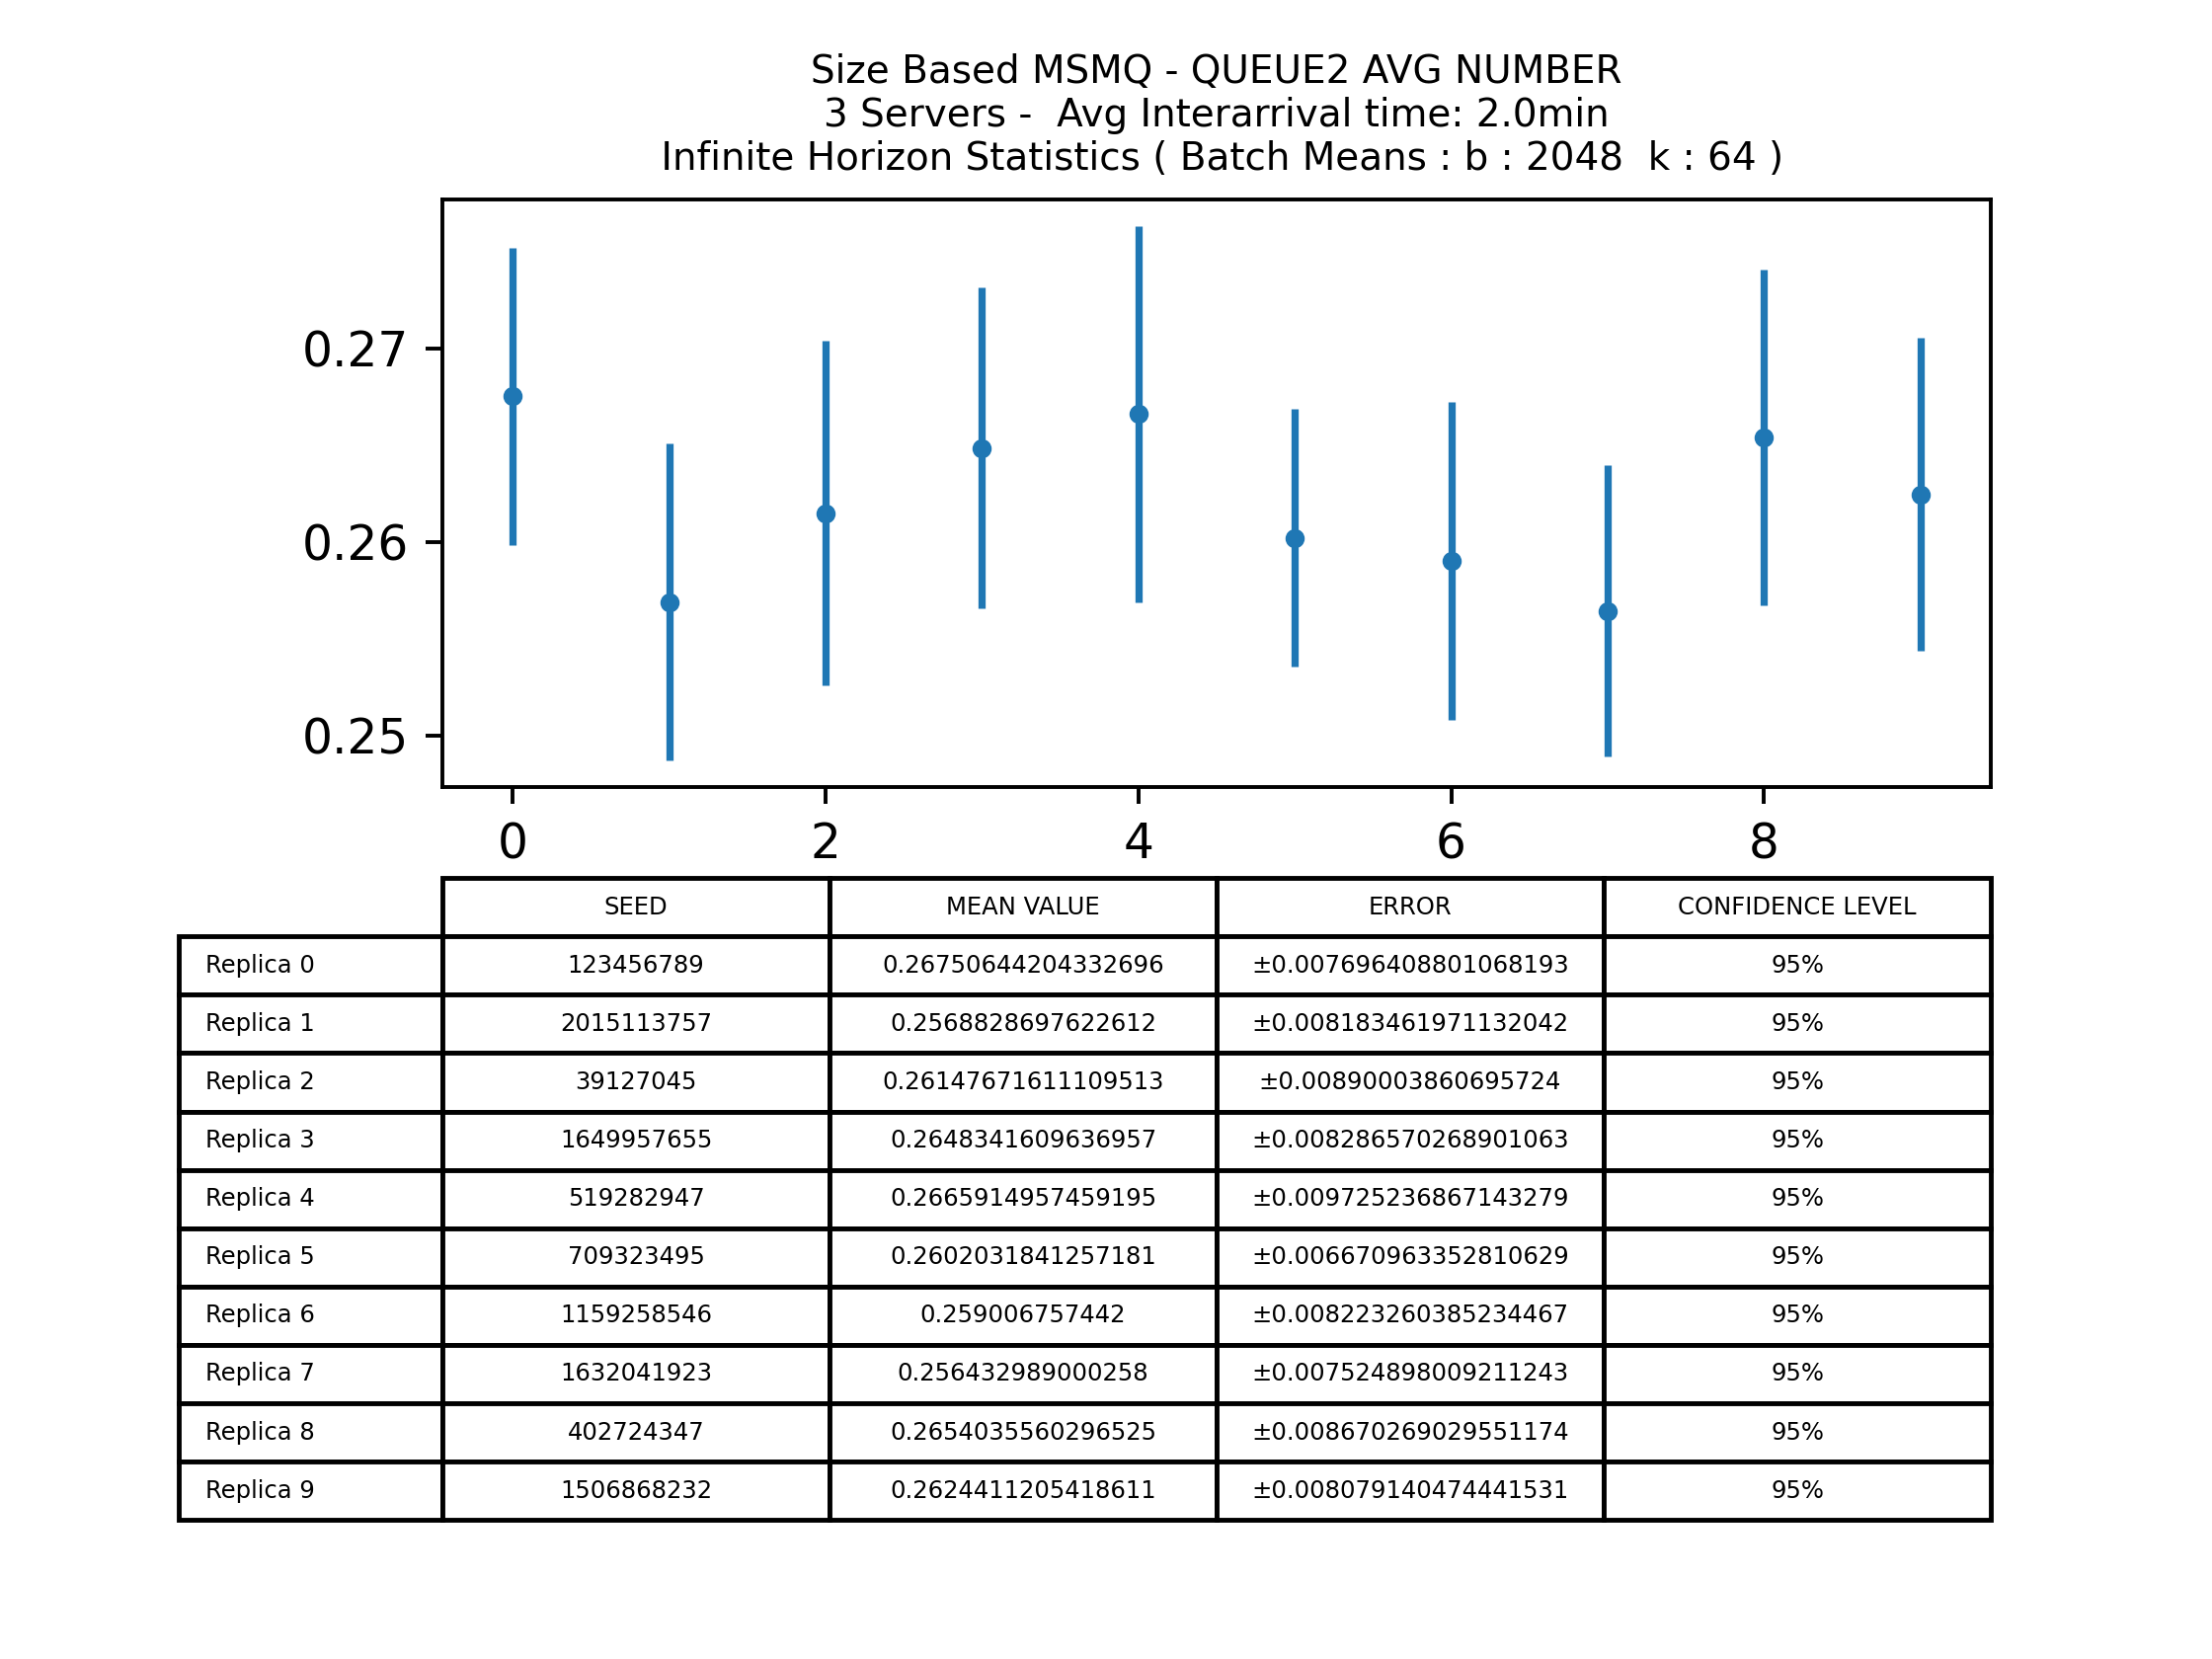 Size Based MSMQ - QUEUE2 AVG NUMBER
3 Servers -  Avg Interarrival time: 2.0min
Infinite Horizon Statistics ( Batch Means : b : 2048  k : 64 )
0.27
0.26
0.25
0 2 4 6 8
SEED MEAN VALUE ERROR CONFIDENCE LEVEL
Replica 0 123456789 0.26750644204332696 ±0.007696408801068193 95%
Replica 1 2015113757 0.2568828697622612 ±0.008183461971132042 95%
Replica 2 39127045 0.26147671611109513 ±0.00890003860695724 95%
Replica 3 1649957655 0.2648341609636957 ±0.008286570268901063 95%
Replica 4 519282947 0.2665914957459195 ±0.009725236867143279 95%
Replica 5 709323495 0.2602031841257181 ±0.006670963352810629 95%
Replica 6 1159258546 0.259006757442 ±0.008223260385234467 95%
Replica 7 1632041923 0.256432989000258 ±0.007524898009211243 95%
Replica 8 402724347 0.2654035560296525 ±0.008670269029551174 95%
Replica 9 1506868232 0.2624411205418611 ±0.008079140474441531 95%